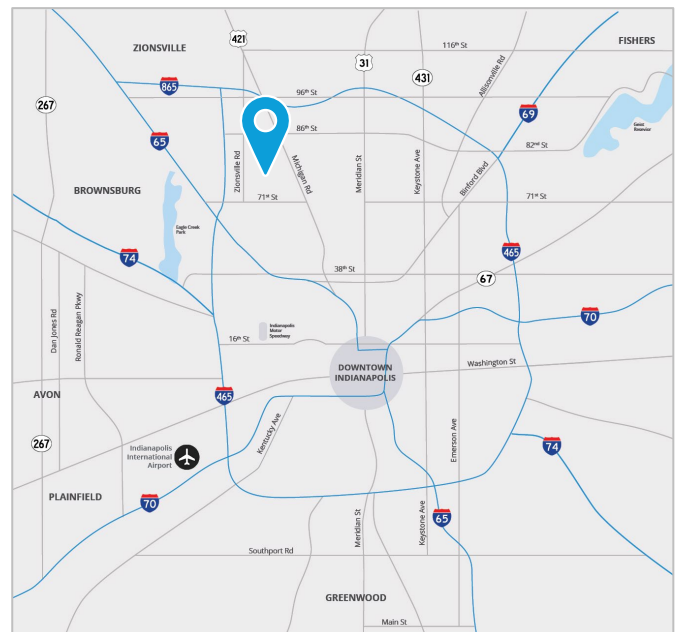 421
ZIONSVILLE
FISHERS
116th St
31
431
Allisonville Rd
865
96th St
267
69
65
86th St
Geist
Reservoir
82nd St
Zionsville Rd
Michigan Rd
Meridian St
Keystone Ave
Binford Blvd
BROWNSBURG
71st St
71st St
Eagle Creek
Park
74
465
38th St
67
Dan Jones Rd
Ronald Reagan Pkwy
70
Indianapolis
Motor
Speedway
16th St
DOWNTOWN
INDIANAPOLIS
Washington St
AVON
465
Kentucky Ave
Emerson Ave
267
Indianapolis
International
Airport
74
PLAINFIELD
70
Meridian St
Keystone Ave
65
Southport Rd
GREENWOOD
Main St